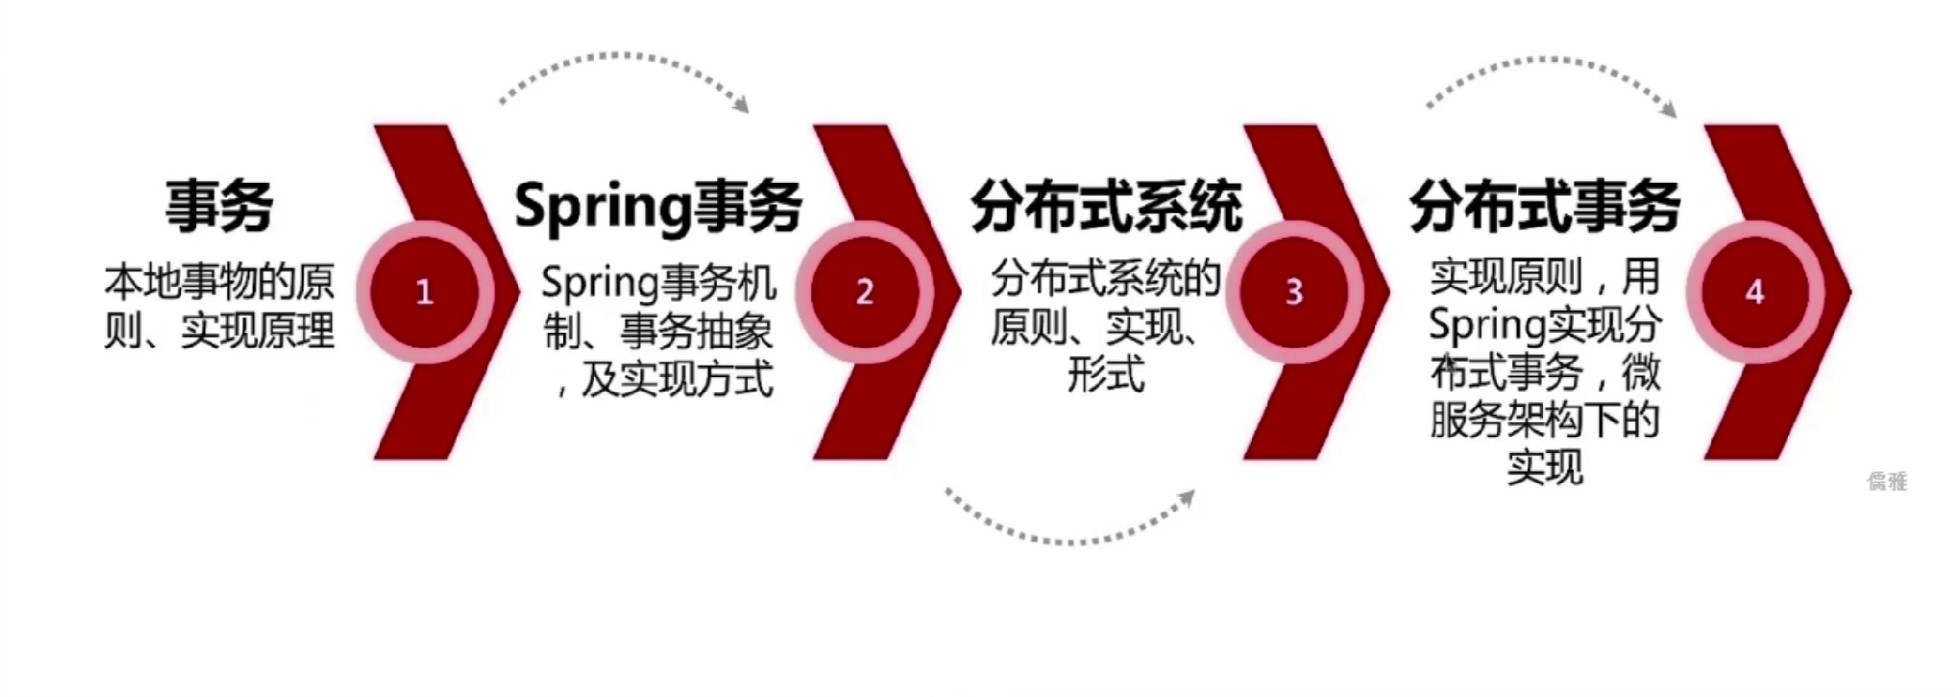 事务
本地事物的原
则、实现原理
1
Spring事务
Spring事务机
制、事务抽象
，及实现方式
2
分布式系统
分布式系统的
原则、实现、
形式
3
分布式事务
实现原则，用
Spring实现分
布式事务，微
服务架构下的
实现
4
儒雅